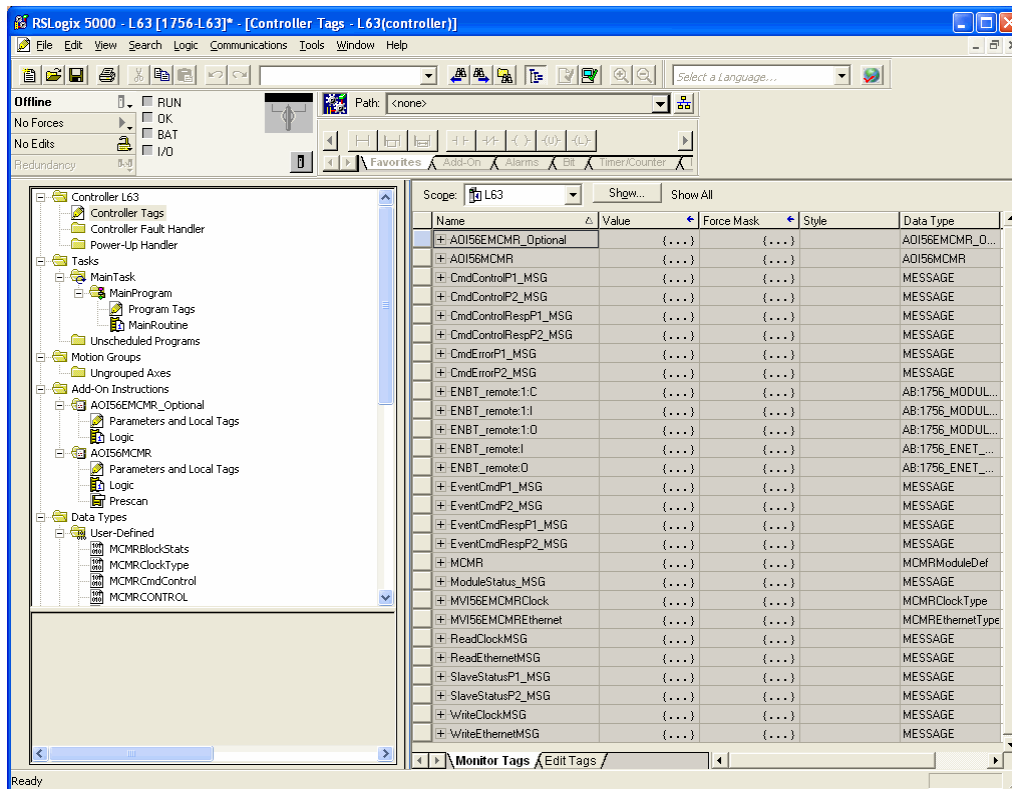 RSLogix 5000 - L63 [1756-L63]* - [Controller Tags - L63(controller)]
File Edit View Search Logic Communications Tools Window Help
Select a Language...
Offline
RUN
No Forces
OK
No Edits
BAT
Redundancy
I/O
Path: <none>
Favorites Add-On Alarms Bit Timer/Counter
Controller L63
Controller Tags
Controller Fault Handler
Power-Up Handler
Tasks
MainTask
MainProgram
Program Tags
MainRoutine
Unscheduled Programs
Motion Groups
Ungrouped Axes
Add-On Instructions
AOI56EMCMR_Optional
Parameters and Local Tags
Logic
AOI56MCMR
Parameters and Local Tags
Logic
Prescan
Data Types
User-Defined
MCMRBlockStats
MCMRClockType
MCMRCmdControl
MCMRCONTROL
Scope: L63 Show... Show All
Name Value Force Mask Style Data Type
AOI56EMCMR_Optional {...} {...} AOI56EMCMR_O...
AOI56MCMR {...} {...} AOI56MCMR
CmdControlP1_MSG {...} {...} MESSAGE
CmdControlP2_MSG {...} {...} MESSAGE
CmdControlRespP1_MSG {...} {...} MESSAGE
CmdControlRespP2_MSG {...} {...} MESSAGE
CmdErrorP1_MSG {...} {...} MESSAGE
CmdErrorP2_MSG {...} {...} MESSAGE
ENBT_remote:1:C {...} {...} AB:1756_MODUL...
ENBT_remote:1:I {...} {...} AB:1756_MODUL...
ENBT_remote:1:O {...} {...} AB:1756_MODUL...
ENBT_remote:I {...} {...} AB:1756_ENET_...
ENBT_remote:O {...} {...} AB:1756_ENET_...
EventCmdP1_MSG {...} {...} MESSAGE
EventCmdP2_MSG {...} {...} MESSAGE
EventCmdRespP1_MSG {...} {...} MESSAGE
EventCmdRespP2_MSG {...} {...} MESSAGE
MCMR {...} {...} MCMRModuleDef
ModuleStatus_MSG {...} {...} MESSAGE
MVI56EMCMRClock {...} {...} MCMRClockType
MVI56EMCMREthernet {...} {...} MCMREthernetType
ReadClockMSG {...} {...} MESSAGE
ReadEthernetMSG {...} {...} MESSAGE
SlaveStatusP1_MSG {...} {...} MESSAGE
SlaveStatusP2_MSG {...} {...} MESSAGE
WriteClockMSG {...} {...} MESSAGE
WriteEthernetMSG {...} {...} MESSAGE
Monitor Tags Edit Tags
Ready